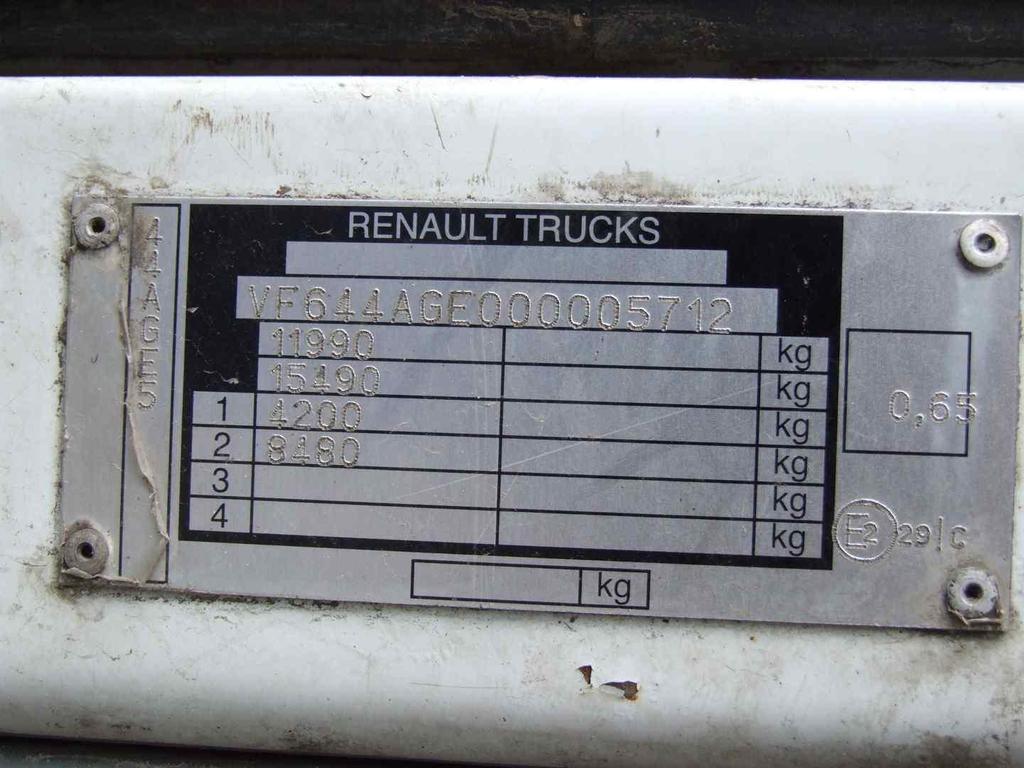 RENAULT TRUCKS
44AGE5
VF644AGE000005712
11990 kg
15490 kg
1 4200 kg
2 8480 kg
3 kg
4 kg
0,65
E2 29/C
kg